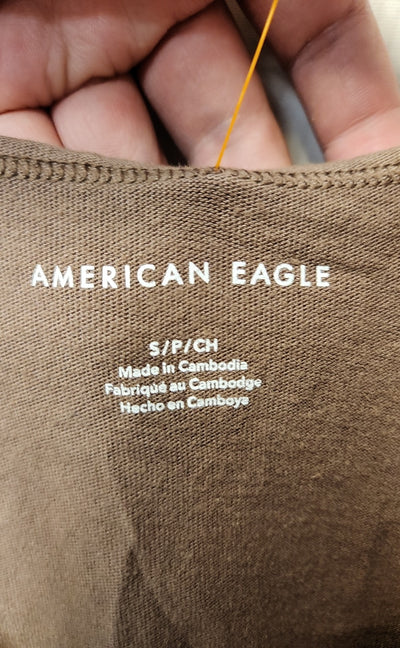 AMERICAN EAGLE
S/P/CH
Made in Cambodia
Fabriqué au Cambodge
Hecho en Camboya